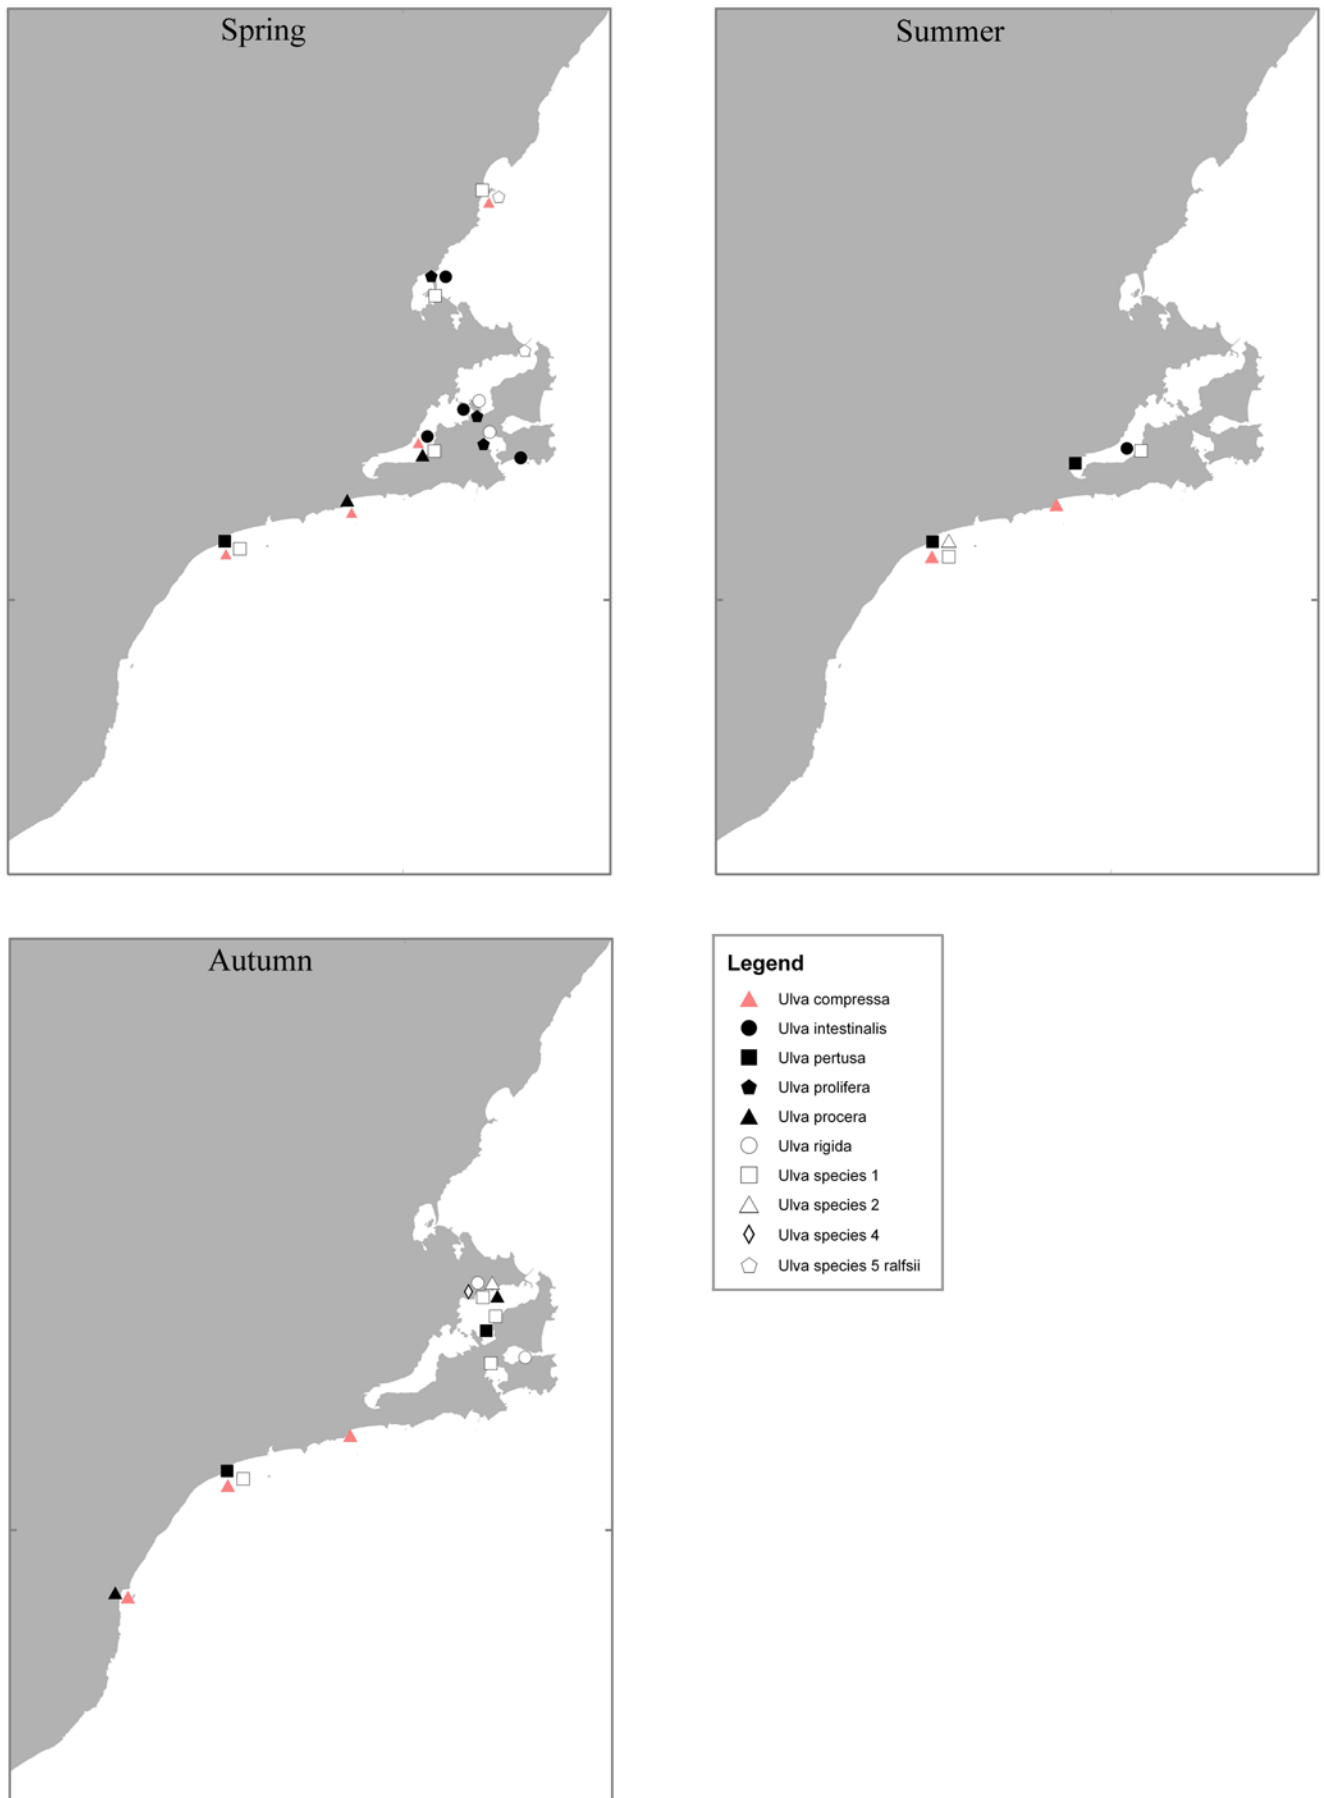 Spring
Summer
Autumn
Legend
Ulva compressa
Ulva intestinalis
Ulva pertusa
Ulva prolifera
Ulva procera
Ulva rigida
Ulva species 1
Ulva species 2
Ulva species 4
Ulva species 5 ralfsii